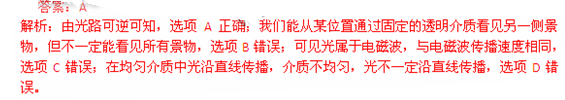 答案：A
解析：由光路可逆可知，选项 A 正确；我们能从某位置通过固定的透明介质看见另一侧景
物，但不一定能看见所有景物，选项 B 错误；可见光属于电磁波，与电磁波传播速度相同，
选项 C 错误；在均匀介质中光沿直线传播，介质不均匀，光不一定沿直线传播，选项 D 错
误。